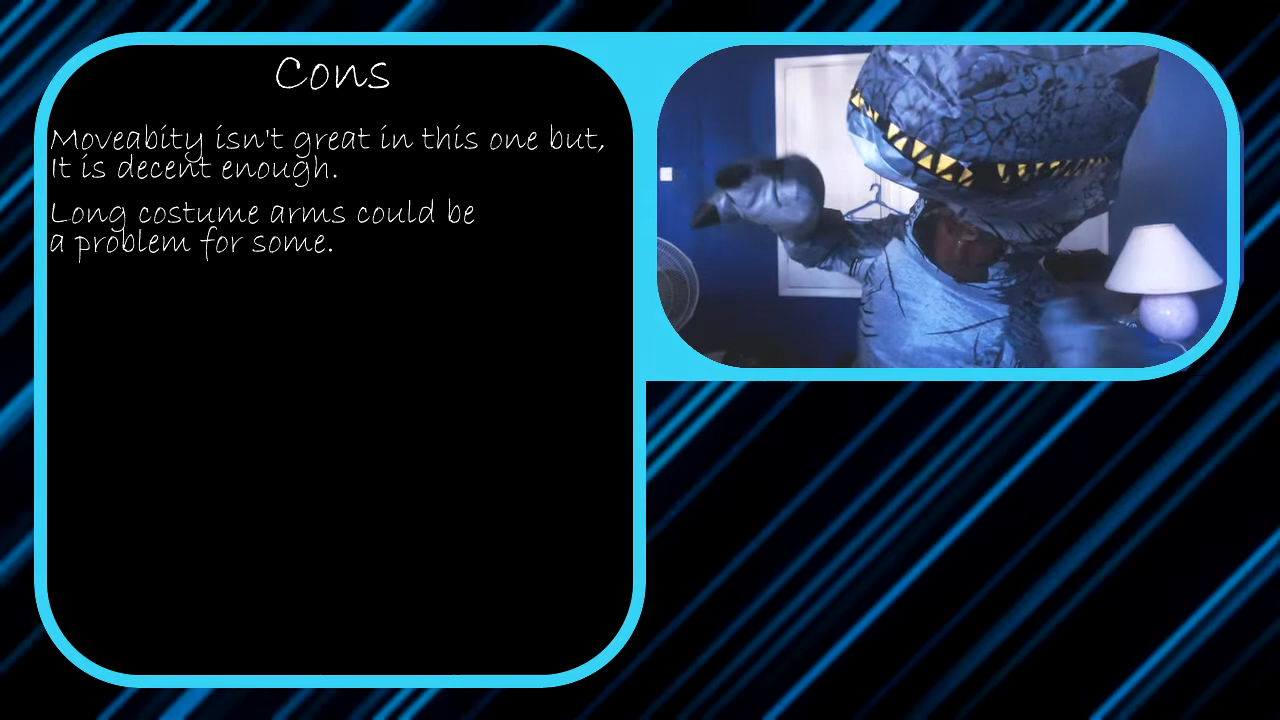 Cons
Moveabity isn't great in this one but,
It is decent enough.
Long costume arms could be
a problem for some.